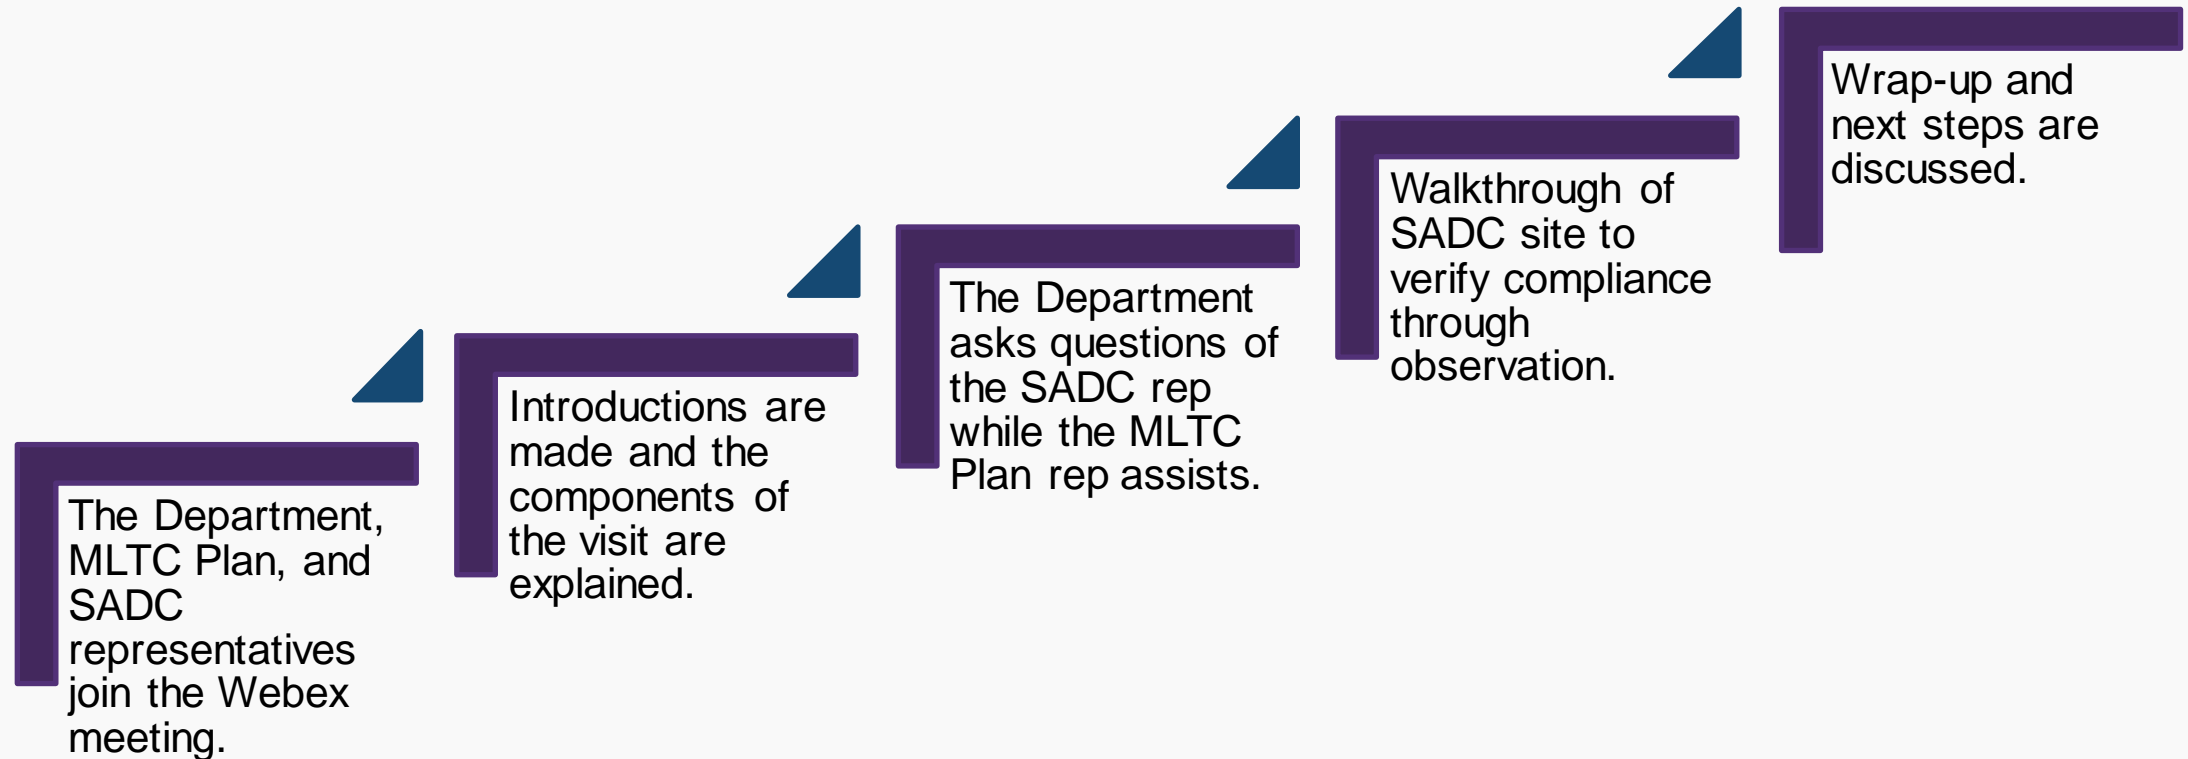 The Department,
MLTC Plan, and
SADC
representatives
join the Webex
meeting.
Introductions are
made and the
components of
the visit are
explained.
The Department
asks questions of
the SADC rep
while the MLTC
Plan rep assists.
Walkthrough of
SADC site to
verify compliance
through
observation.
Wrap-up and
next steps are
discussed.